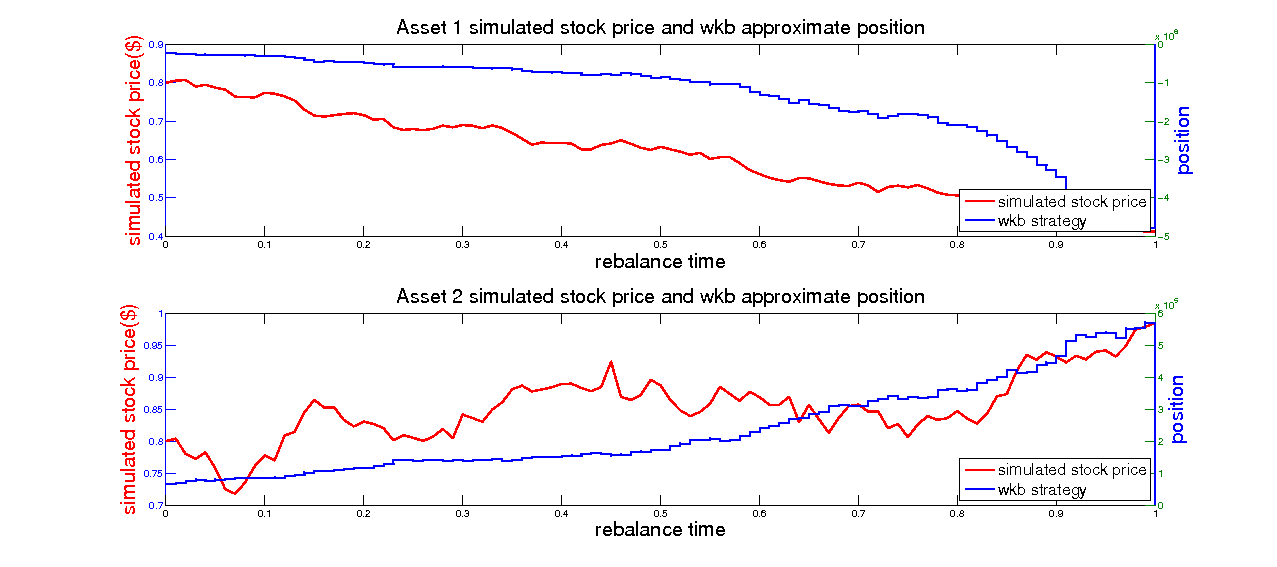 Asset 1 simulated stock price and wkb approximate position
simulated stock price($)
0.9
0.8
0.7
0.6
0.5
0.4
0 0.1 0.2 0.3 0.4 0.5 0.6 0.7 0.8 0.9 1
rebalance time
0
−1
−2
−3
−4
−5
position
simulated stock price
wkb strategy
Asset 2 simulated stock price and wkb approximate position
simulated stock price($)
1
0.95
0.9
0.85
0.8
0.75
0.7
0 0.1 0.2 0.3 0.4 0.5 0.6 0.7 0.8 0.9 1
rebalance time
6
5
4
3
2
1
0
position
simulated stock price
wkb strategy